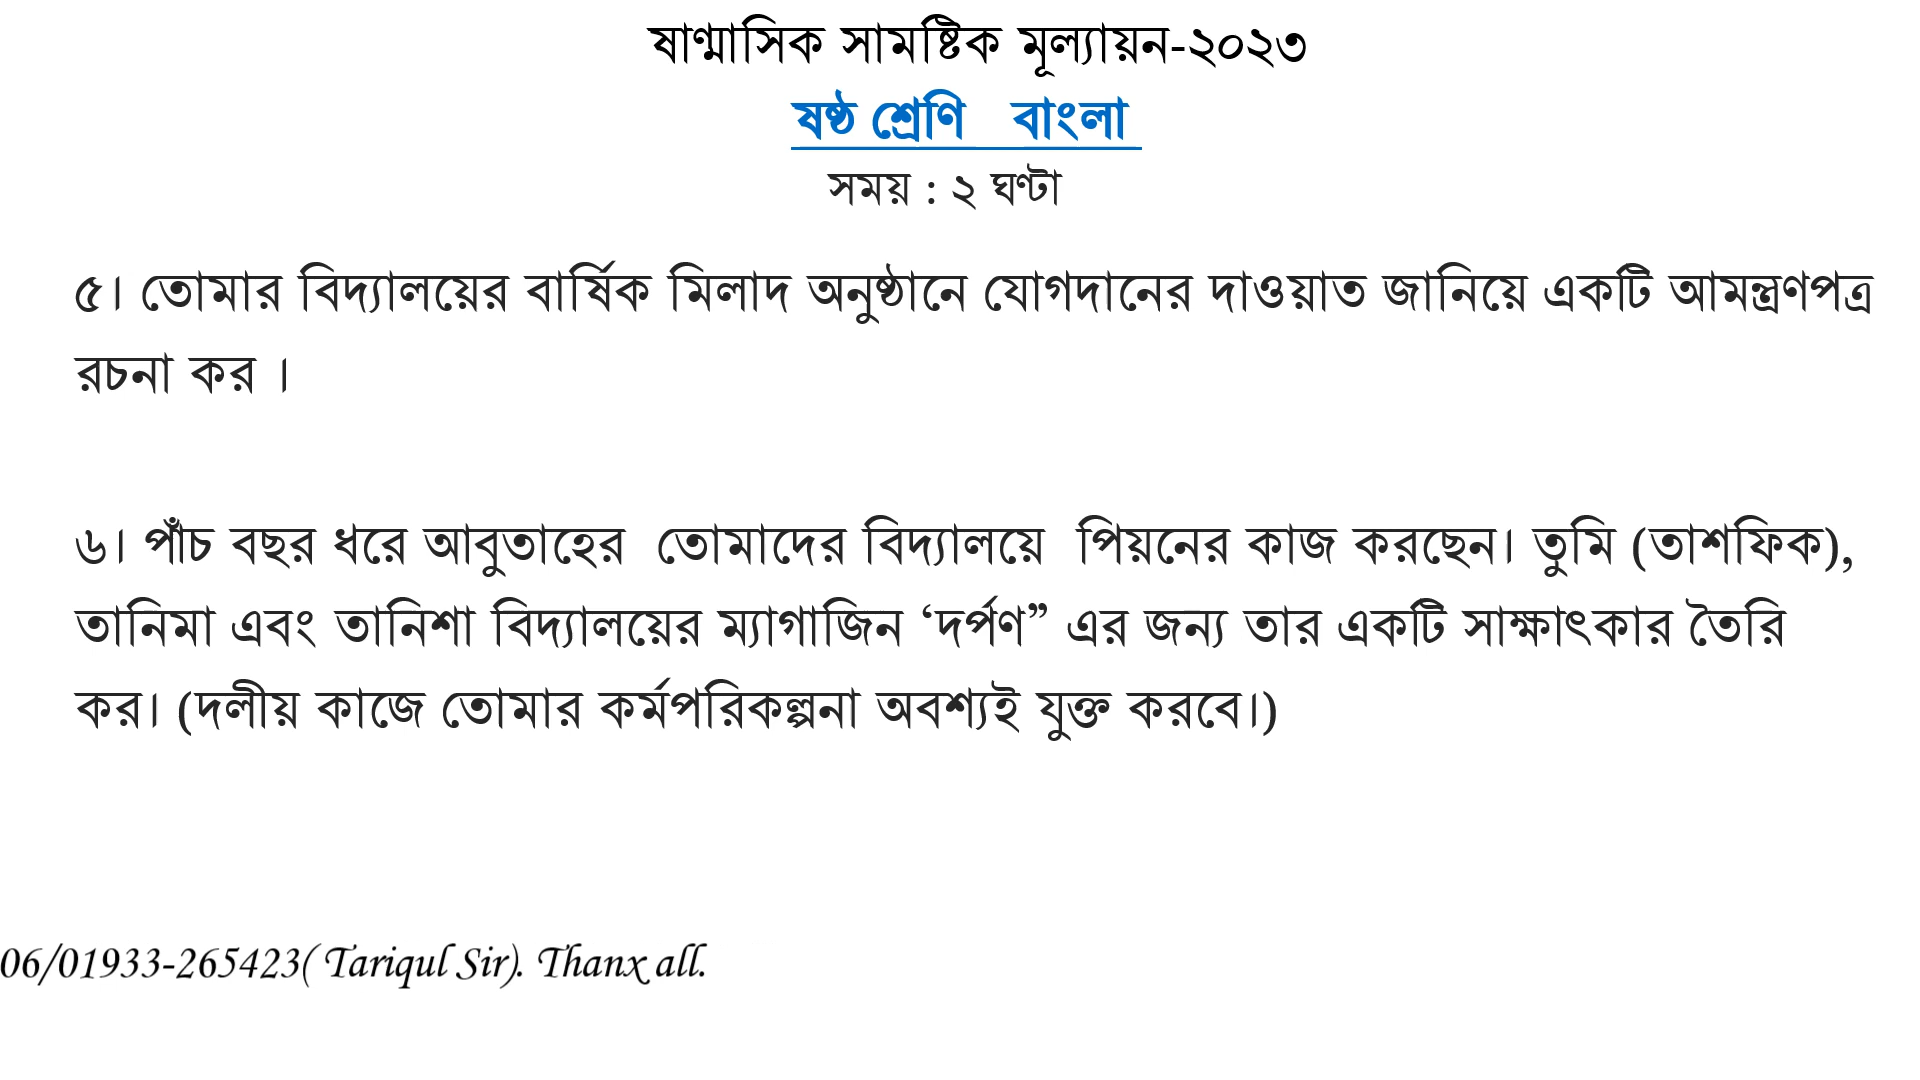 ষাণ্মাসিক সামষ্টিক মূল্যায়ন-২০২৩
ষষ্ঠ শ্রেণি বাংলা
সময় : ২ ঘণ্টা
৫। তোমার বিদ্যালয়ের বার্ষিক মিলাদ অনুষ্ঠানে যোগদানের দাওয়াত জানিয়ে একটি আমন্ত্রণপত্র
রচনা কর ।
৬। পাঁচ বছর ধরে আবুতাহের তোমাদের বিদ্যালয়ে পিয়নের কাজ করছেন। তুমি (তাশফিক),
তানিমা এবং তানিশা বিদ্যালয়ের ম্যাগাজিন ‘দর্পণ” এর জন্য তার একটি সাক্ষাৎকার তৈরি
কর। (দলীয় কাজে তোমার কর্মপরিকল্পনা অবশ্যই যুক্ত করবে।)
06/01933-265423( Tariqul Sir). Thanx all.